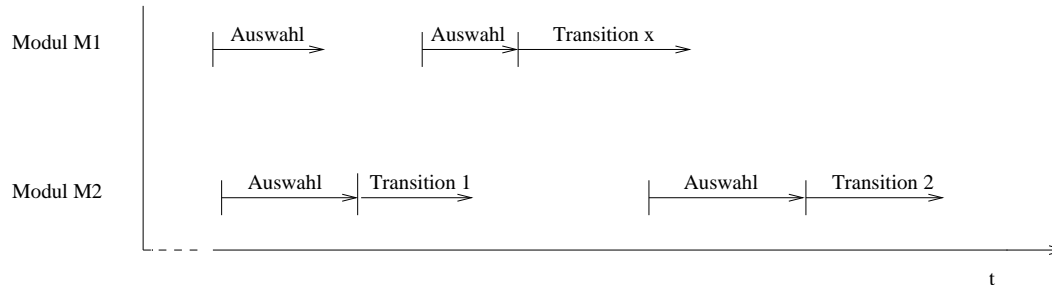 Modul M1
Auswahl
Auswahl
Transition x
Modul M2
Auswahl
Transition 1
Auswahl
Transition 2
t